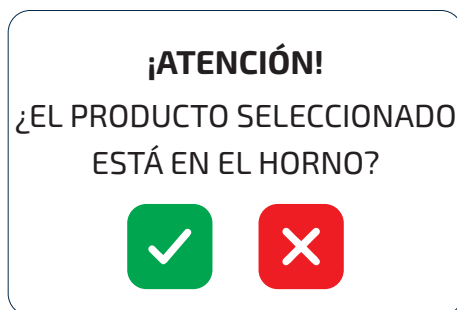 ¡ATENCIÓN!
¿EL PRODUCTO SELECCIONADO
ESTÁ EN EL HORNO?